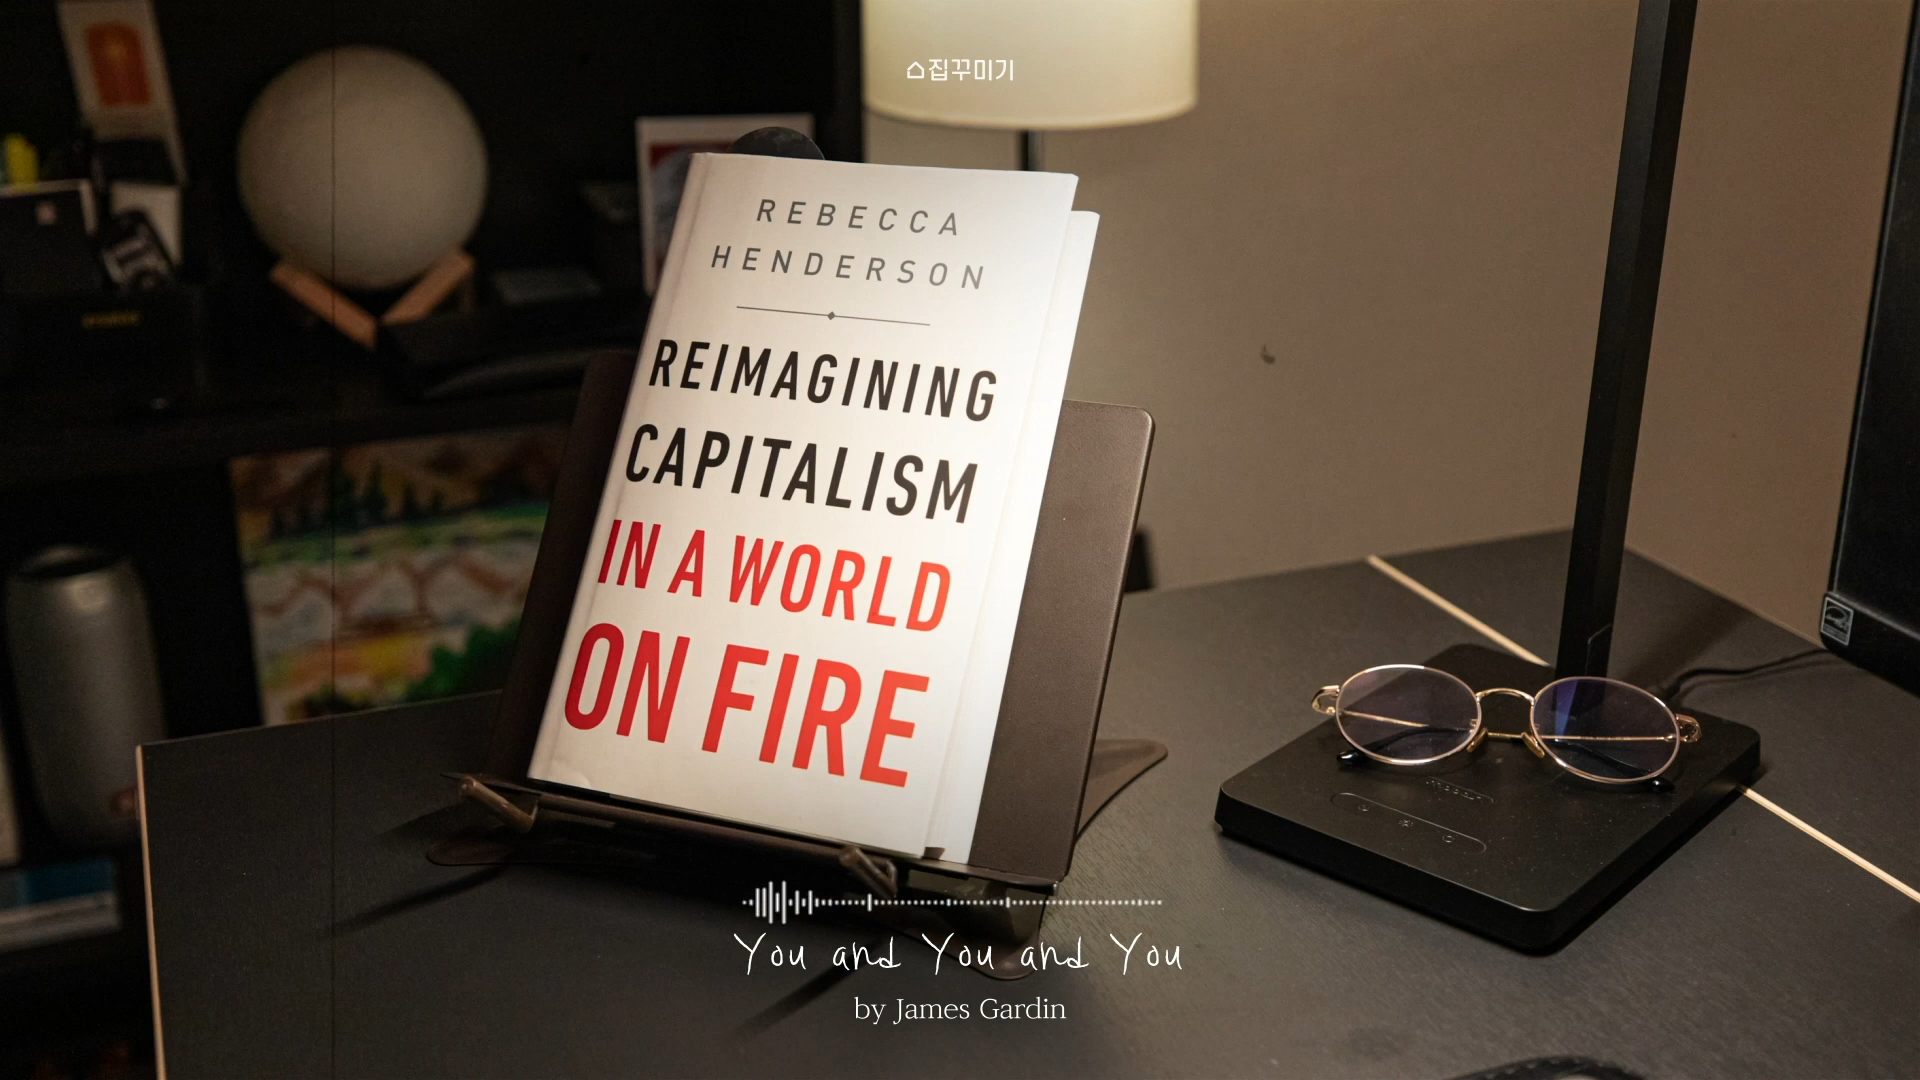 집꾸미기
REBECCA
HENDERSON
REIMAGINING
CAPITALISM
IN A WORLD
ON FIRE
You and You and You
by James Gardin